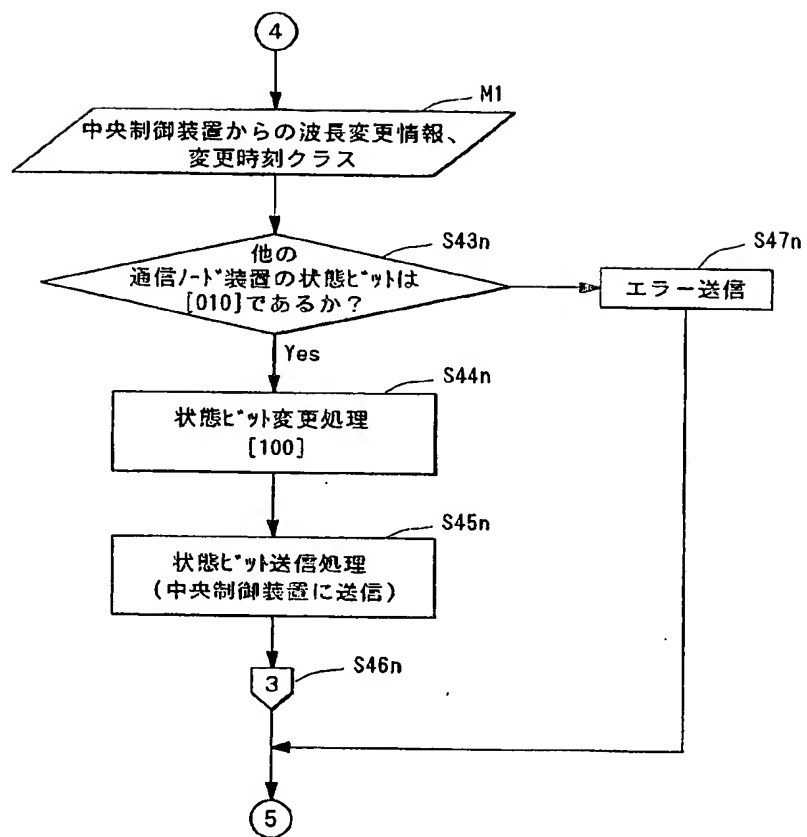 4
M1
中央制御装置からの波長変更情報、
変更時刻クラス
S43n
他の
通信ノード装置の状態ビットは
[010]であるか?
S47n
エラー送信
Yes
S44n
状態ビット変更処理
[100]
S45n
状態ビット送信処理
(中央制御装置に送信)
3
S46n
5